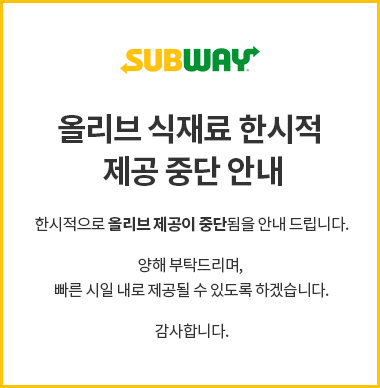 SUBWAY
올리브 식재료 한시적
제공 중단 안내
한시적으로 올리브 제공이 중단됨을 안내 드립니다.
양해 부탁드리며,
빠른 시일 내로 제공될 수 있도록 하겠습니다.
감사합니다.